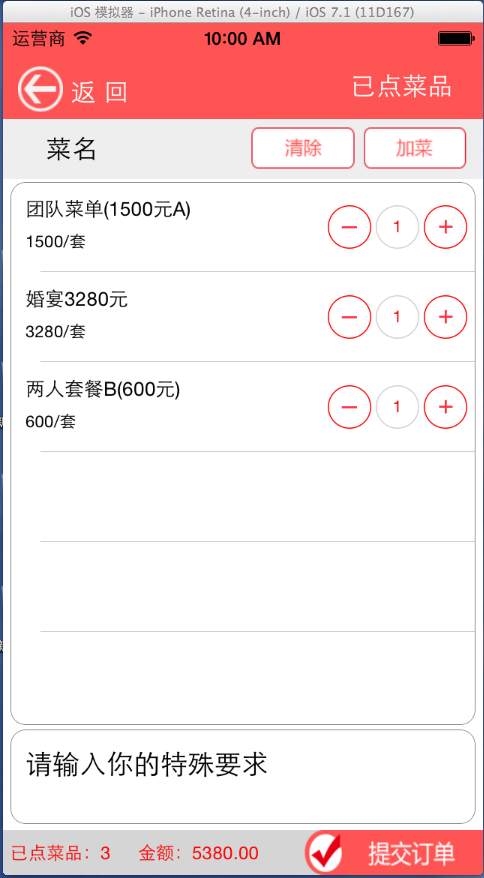 iOS 模拟器 - iPhone Retina (4-inch) / iOS 7.1 (11D167)
运营商 10:00 AM
返 回 已点菜品
菜名 清除 加菜
团队菜单(1500元A)
1500/套
1
婚宴3280元
3280/套
1
两人套餐B(600元)
600/套
1
请输入你的特殊要求
已点菜品：3 金额：5380.00 提交订单